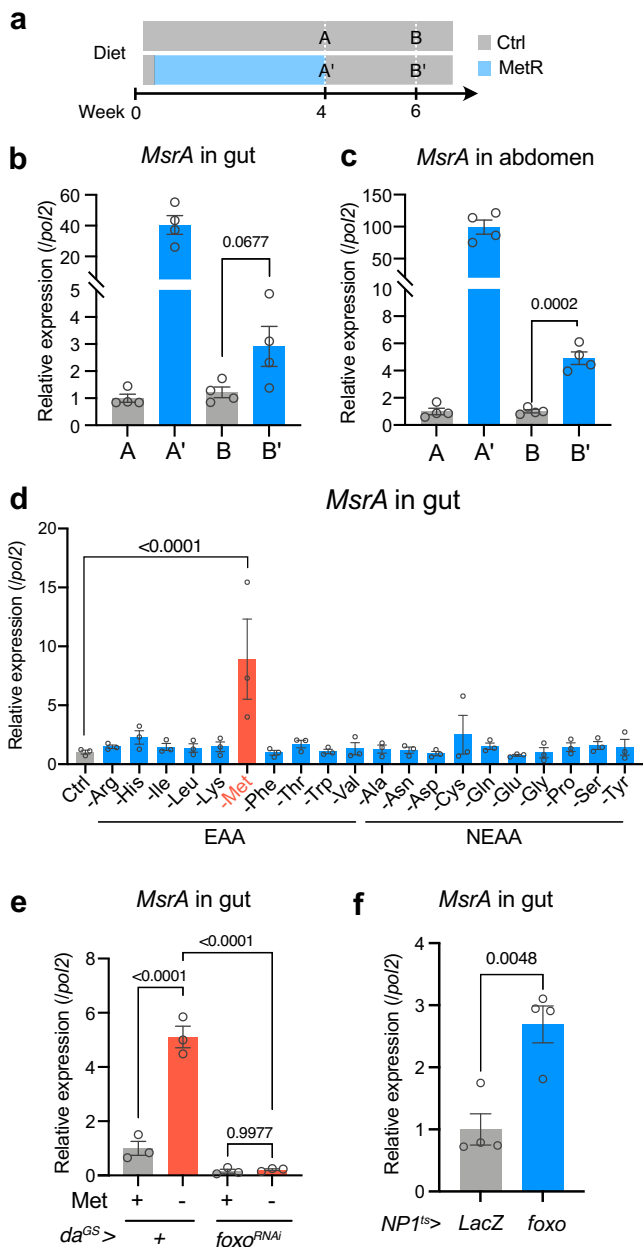 a
Diet
A B
A' B'
Ctrl
MetR
Week 0 4 6
b
MsrA in gut
Relative expression (/pol2)
60
40
20
5
4
3
2
1
0
0.0677
A A' B B'
c
MsrA in abdomen
Relative expression (/pol2)
150
100
50
10
8
6
4
2
0
0.0002
A A' B B'
d
MsrA in gut
Relative expression (/pol2)
20
15
10
5
0
<0.0001
Ctrl -Arg -His -Ile -Leu -Lys -Met -Phe -Thr -Trp -Val -Ala -Asn -Asp -Cys -Gln -Glu -Gly -Pro -Ser -Tyr
EAA NEAA
e
MsrA in gut
Relative expression (/pol2)
8
6
4
2
0
<0.0001
<0.0001
0.9977
Met + - + -
daGS > + foxoRNAi
f
MsrA in gut
Relative expression (/pol2)
4
3
2
1
0
0.0048
NP1ts> LacZ foxo